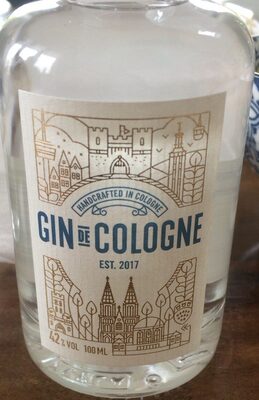 HANDCRAFTED IN COLOGNE
GIN DE COLOGNE
EST. 2017
42 % VOL 100 ML